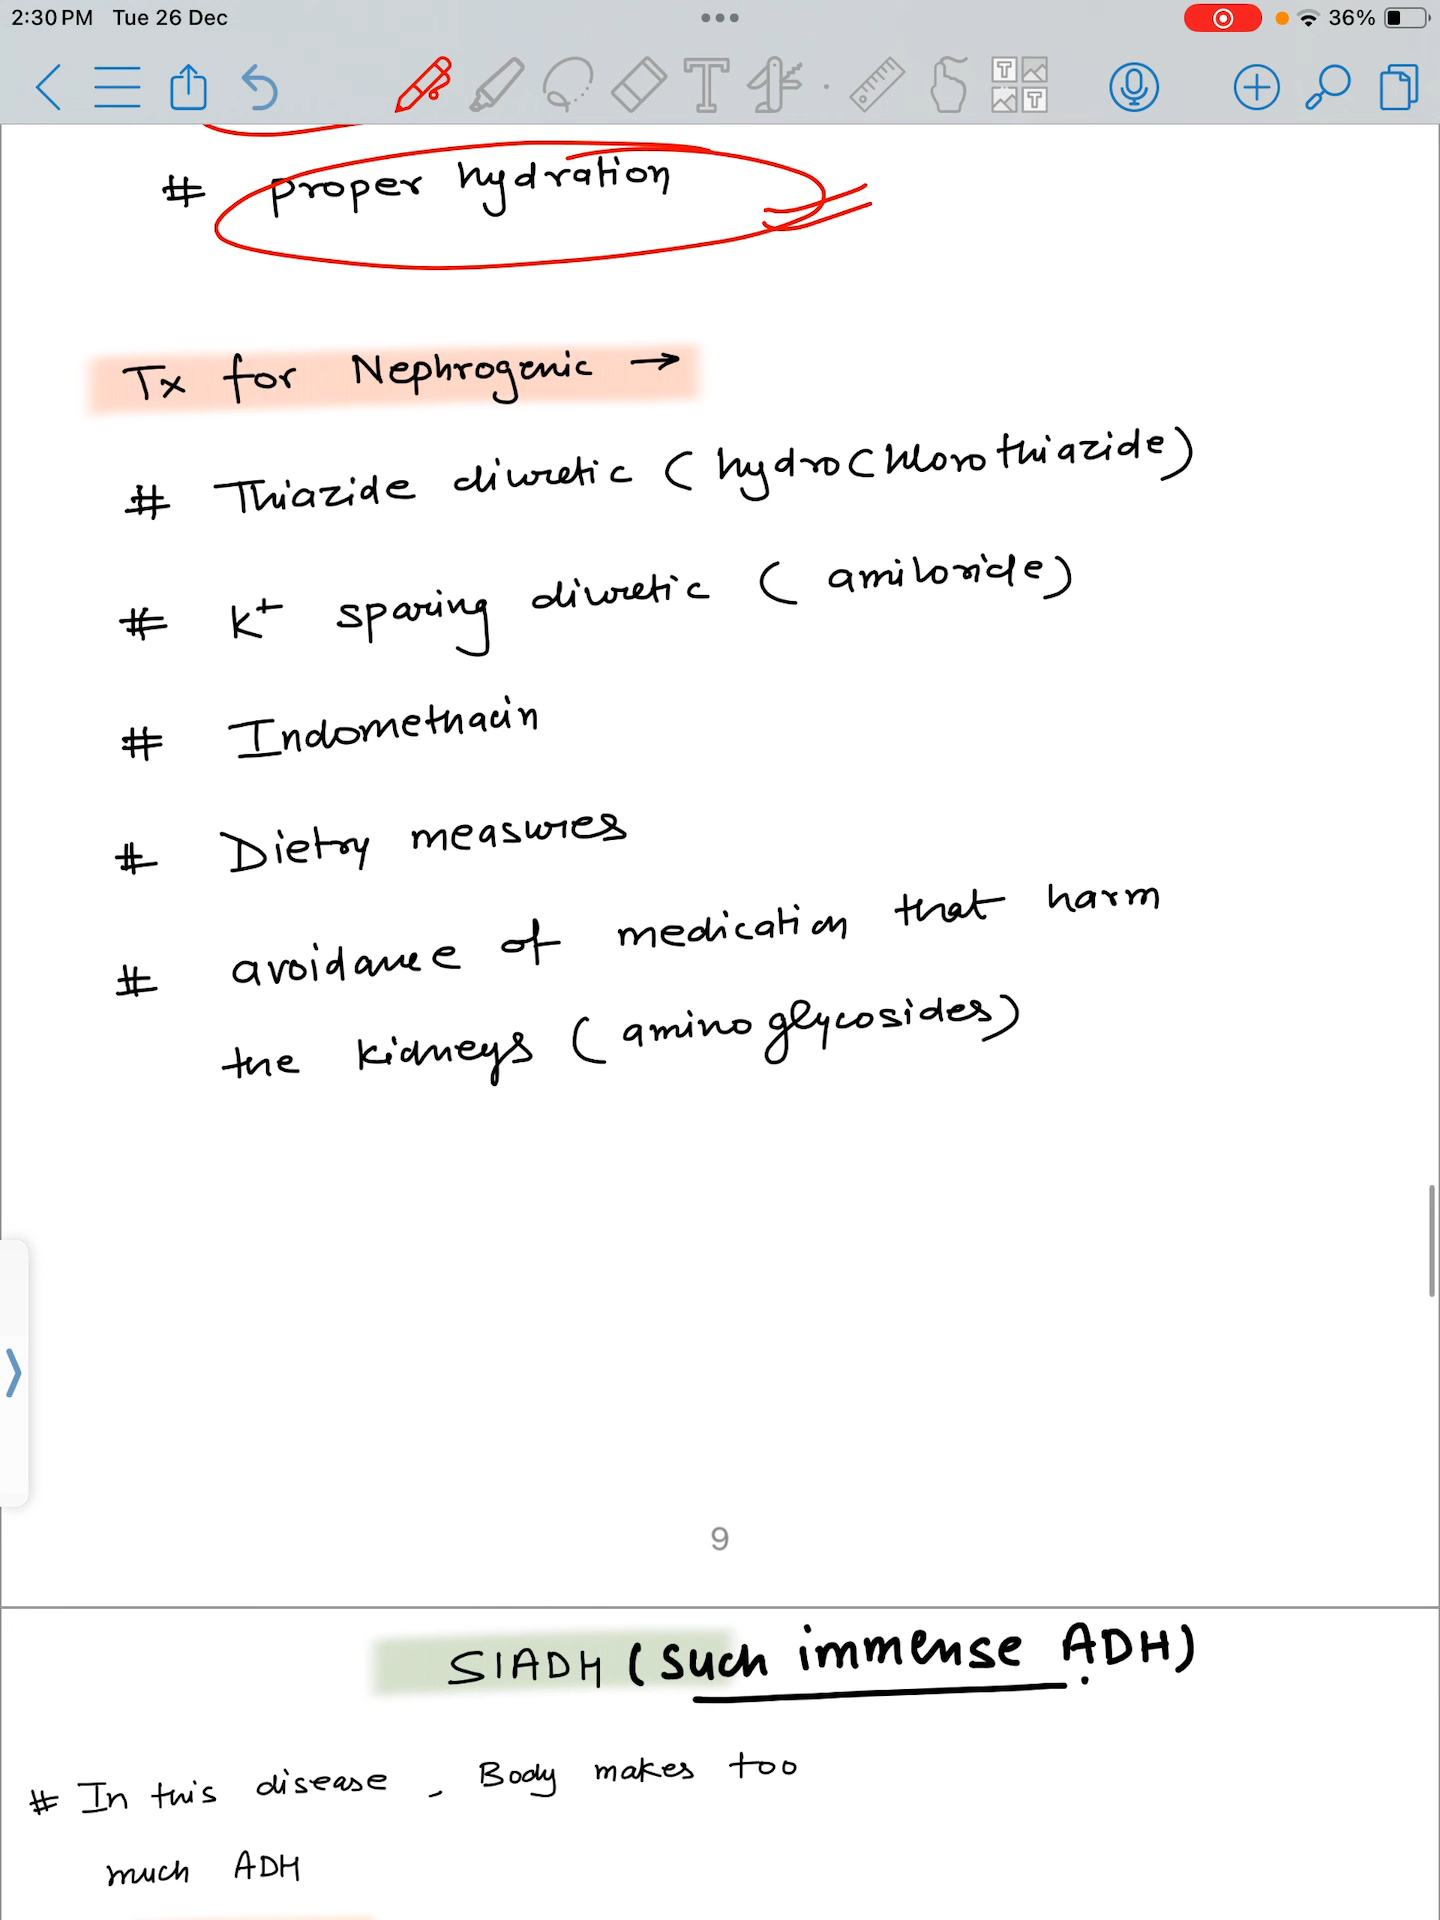 2:30 PM Tue 26 Dec
36%
# proper hydration
Tx for Nephrogenic →
# Thiazide diuretic ( hydrochlorothiazide)
# K+ sparing diuretic ( amiloride)
# Indomethacin
# Dietry measures
# avoidance of medication that harm
the kidneys ( aminoglycosides)
9
SIADH (Such immense ADH)
# In this disease - Body makes too
much ADH